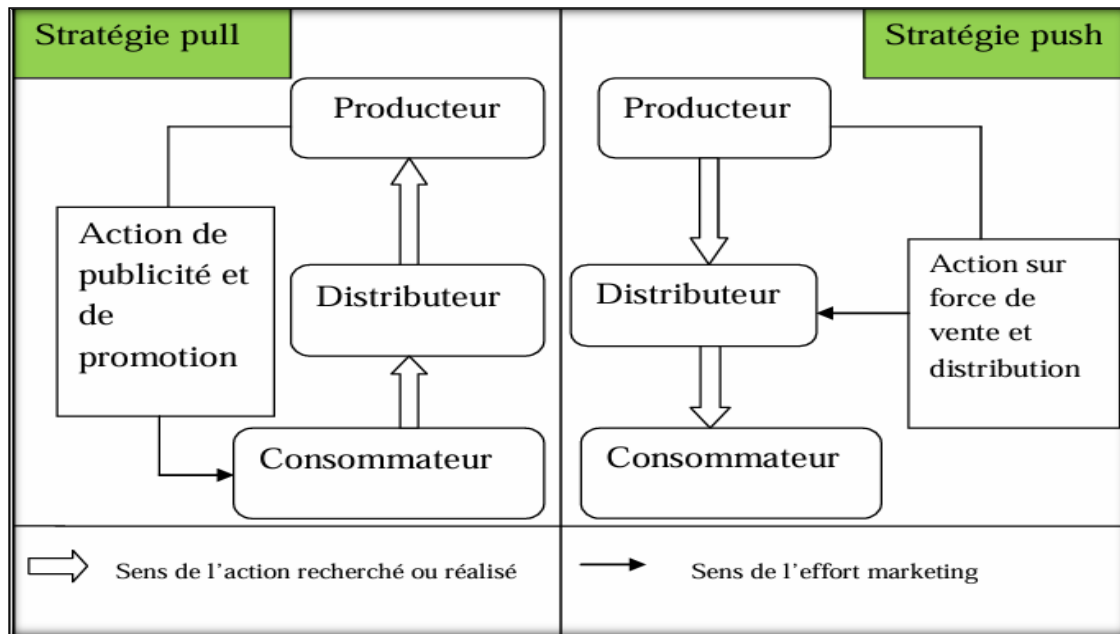 Stratégie pull
Producteur
Action de
publicité et
de
promotion
Distributeur
Consommateur
Stratégie push
Producteur
Distributeur
Action sur
force de
vente et
distribution
Consommateur
Sens de l'action recherché ou réalisé
Sens de l'effort marketing